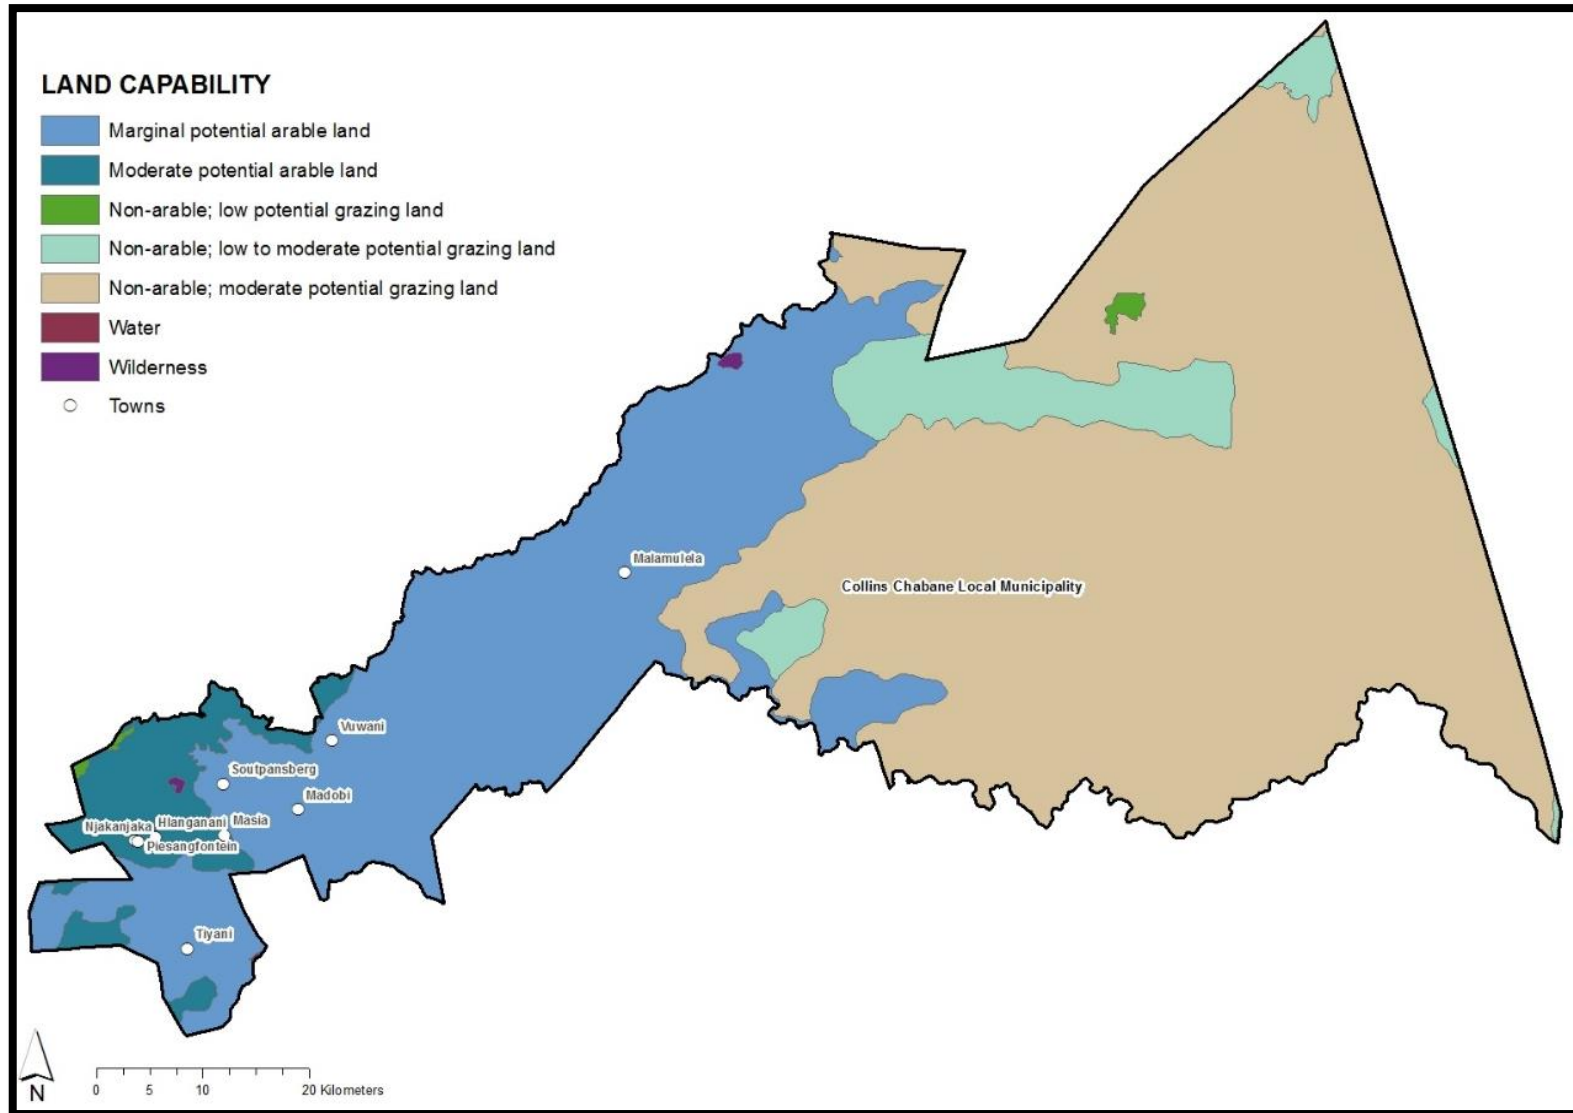 LAND CAPABILITY
Marginal potential arable land
Moderate potential arable land
Non-arable; low potential grazing land
Non-arable; low to moderate potential grazing land
Non-arable; moderate potential grazing land
Water
Wilderness
Towns
Malamulela
Collins Chabane Local Municipality
Vuwani
Soutpansberg
Madobi
Njakanjaka
Hlanganani
Masia
Piesangfontein
Tiyani
N
0 5 10 20 Kilometers